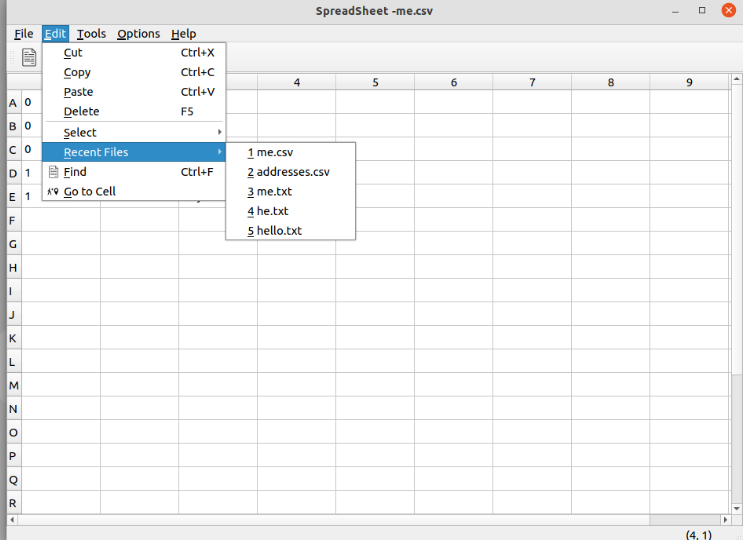 SpreadSheet -me.csv
File Edit Tools Options Help
Cut Ctrl+X
Copy Ctrl+C
Paste Ctrl+V
Delete F5
Select
Recent Files
Find Ctrl+F
Go to Cell
1 me.csv
2 addresses.csv
3 me.txt
4 he.txt
5 hello.txt
4 5 6 7 8 9
A 0
B 0
C 0
D 1
E 1
F
G
H
I
J
K
L
M
N
O
P
Q
R
(4, 1)